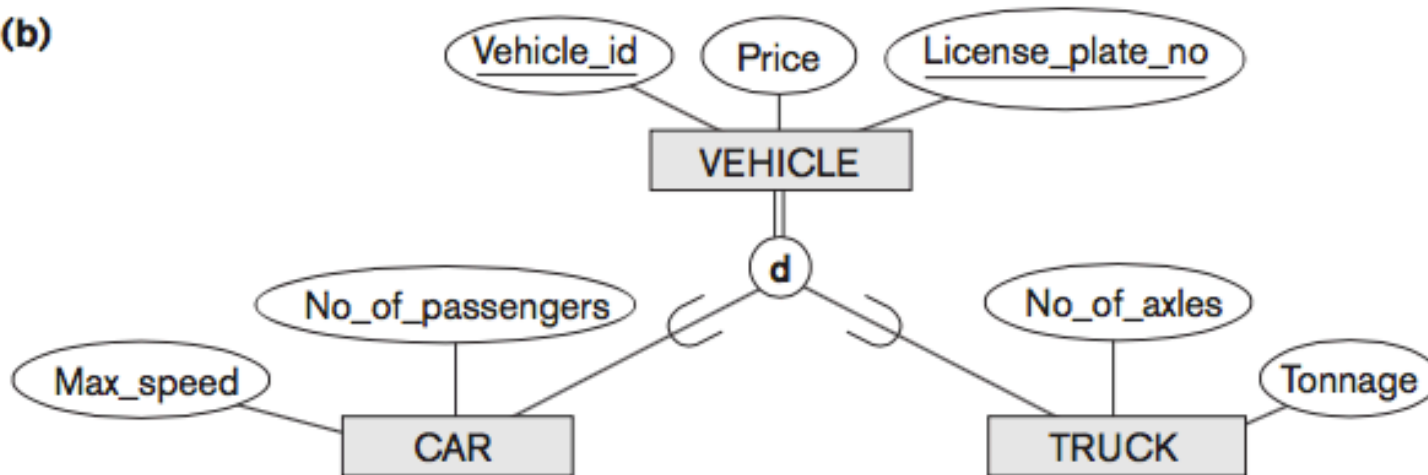 (b)
Vehicle_id
Price
License_plate_no
VEHICLE
d
No_of_passengers
No_of_axles
Max_speed
Tonnage
CAR
TRUCK